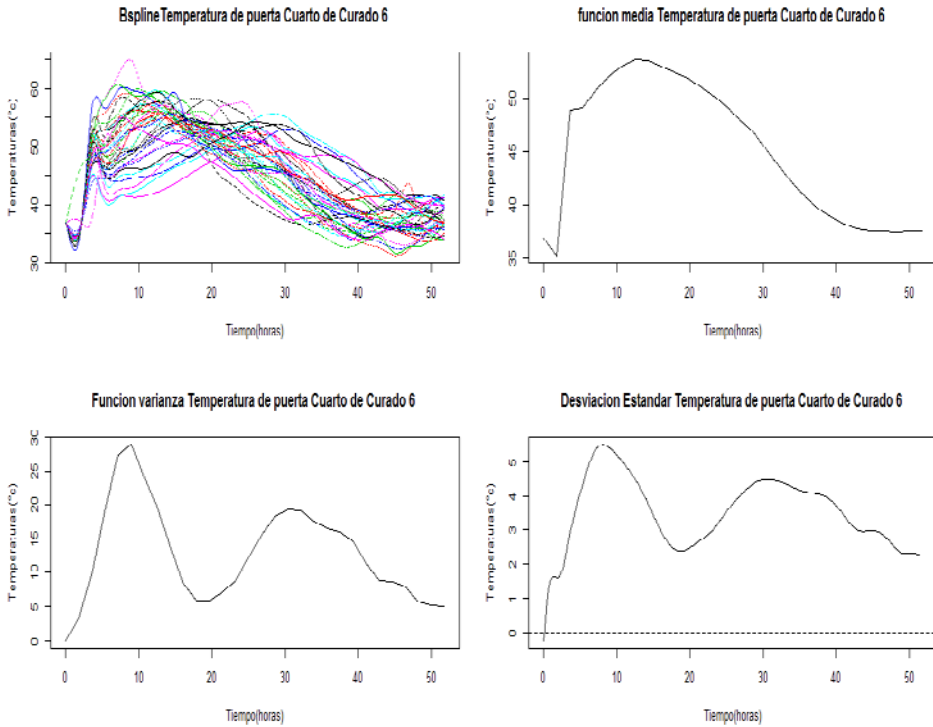 Bspline Temperatura de puerta Cuarto de Curado 6
Temperaturas(°c)
60
50
40
30
0 10 20 30 40 50
Tiempo(horas)
funcion media Temperatura de puerta Cuarto de Curado 6
Temperaturas(°c)
50
45
40
35
0 10 20 30 40 50
Tiempo(horas)
Funcion varianza Temperatura de puerta Cuarto de Curado 6
Temperaturas(°c)
30
25
20
15
10
5
0
0 10 20 30 40 50
Tiempo(horas)
Desviacion Estandar Temperatura de puerta Cuarto de Curado 6
Temperaturas(°c)
5
4
3
2
1
0
0 10 20 30 40 50
Tiempo(horas)